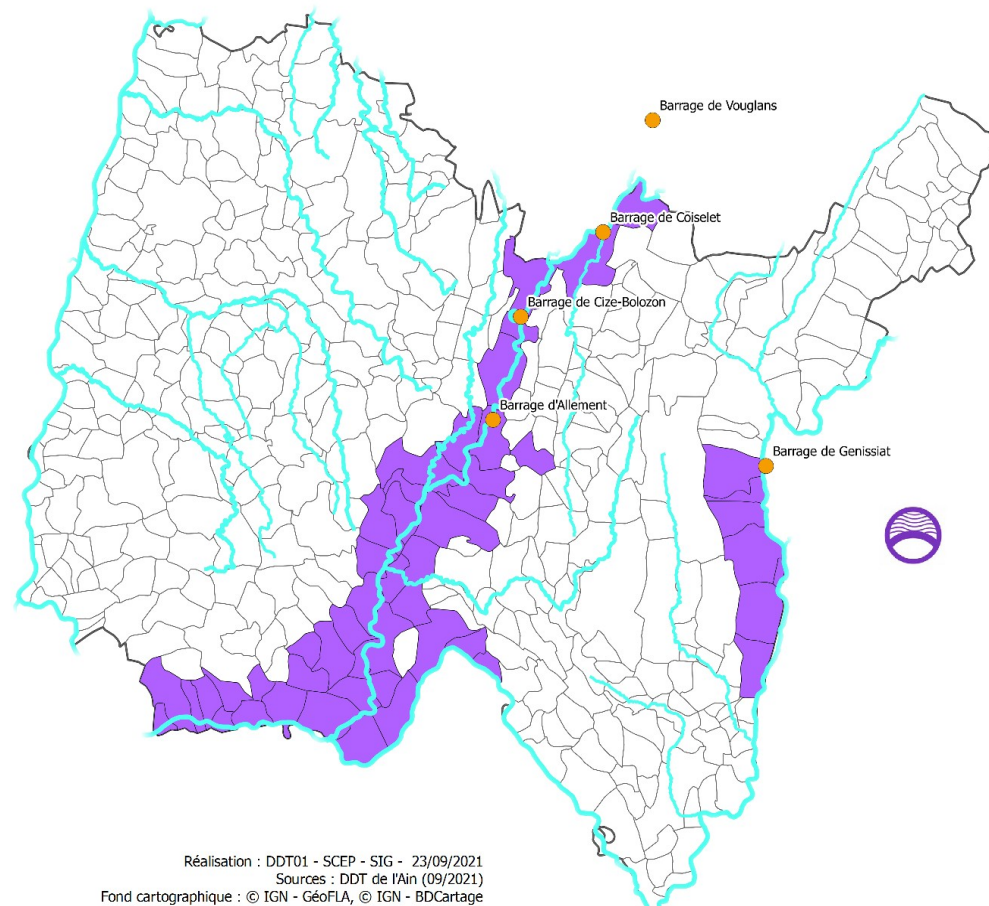 Barrage de Vouglans
Barrage de Coiselet
Barrage de Cize-Bolozon
Barrage d'Allement
Barrage de Genissiat
Réalisation : DDT01 - SCEP - SIG - 23/09/2021
Sources : DDT de l'Ain (09/2021)
Fond cartographique : © IGN - GéoFLA, © IGN - BDCartage